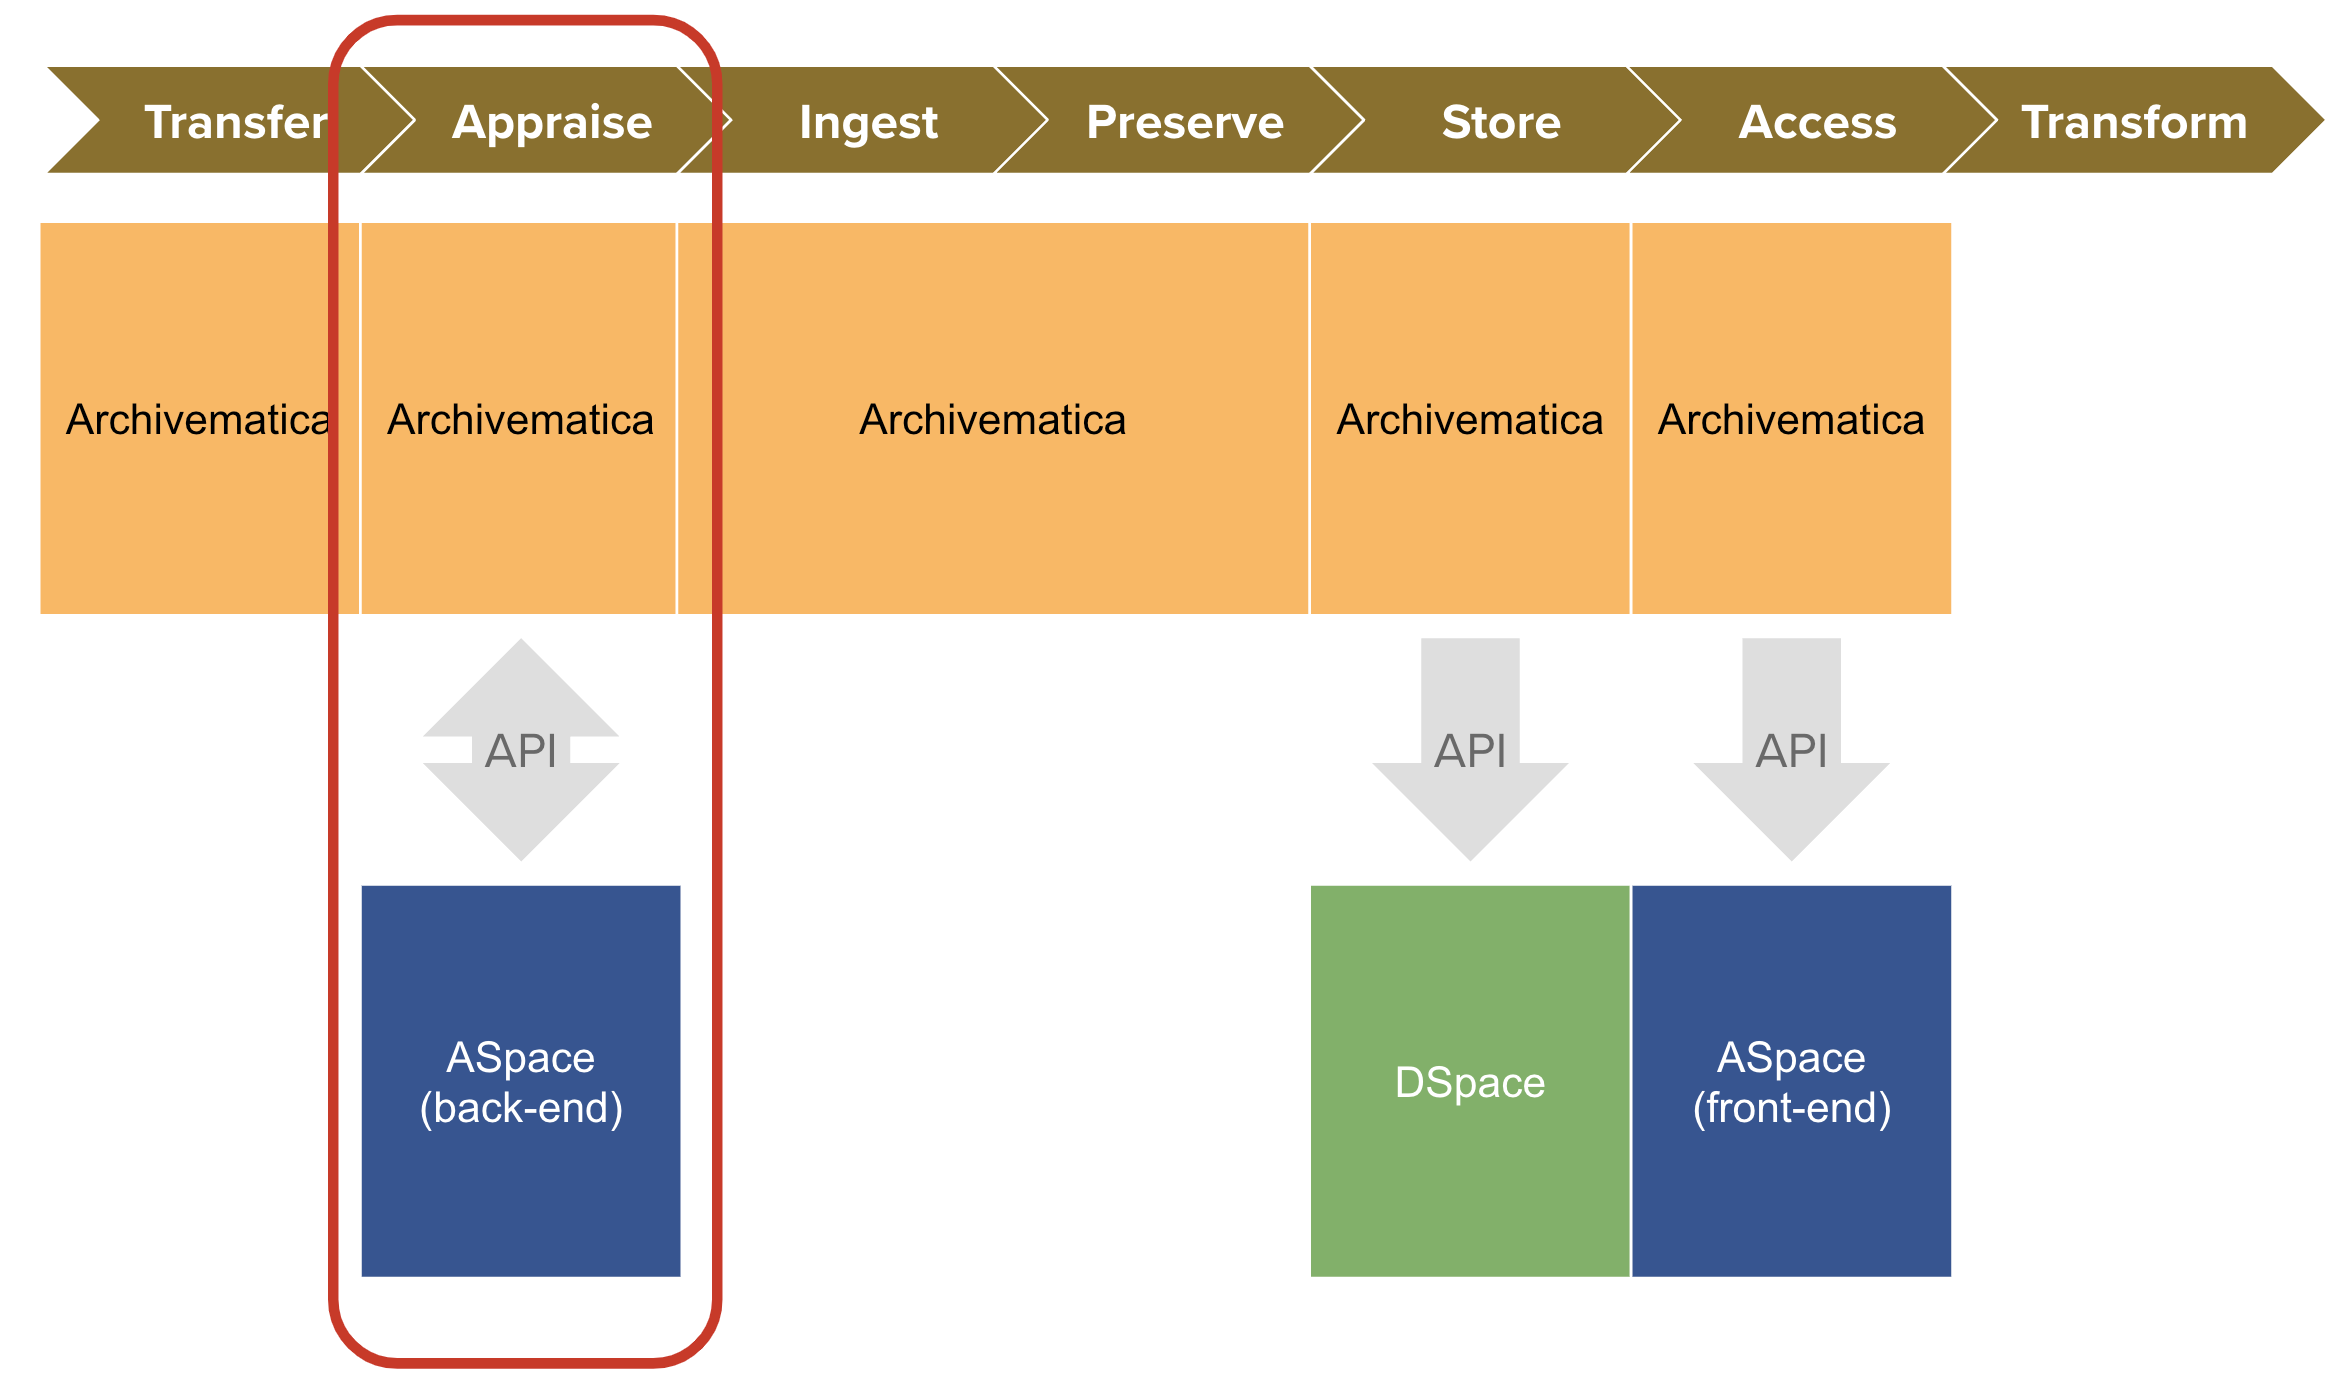 Transfer
Appraise
Ingest
Preserve
Store
Access
Transform
Archivematica
Archivematica
Archivematica
Archivematica
Archivematica
API
API
API
ASpace
(back-end)
DSpace
ASpace
(front-end)